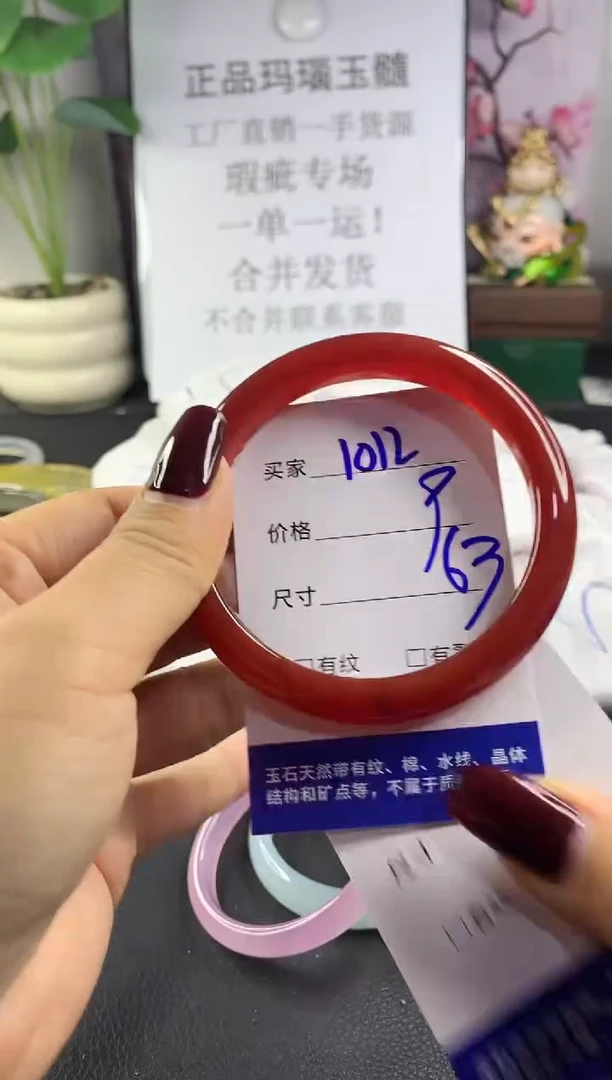 正品玛瑙玉髓
工厂直销一手货源
瑕疵专场
一单一运！
合并发货
不合并联系客服
买家 1012
价格 9
尺寸 63
□有纹 □有
玉石天然带有纹、棉、水线、晶体
结构和矿点等，不属于质